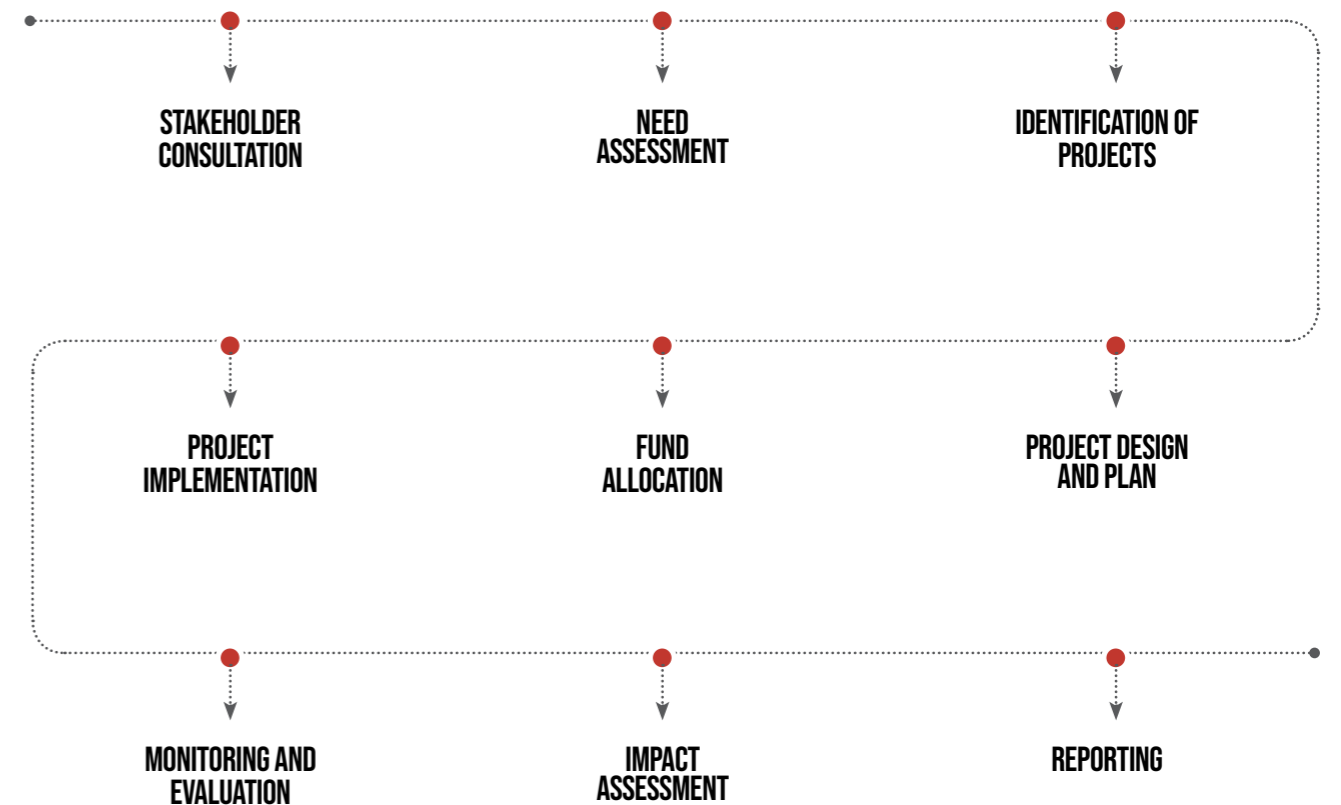 STAKEHOLDER
CONSULTATION
NEED
ASSESSMENT
IDENTIFICATION OF
PROJECTS
PROJECT
IMPLEMENTATION
FUND
ALLOCATION
PROJECT DESIGN
AND PLAN
MONITORING AND
EVALUATION
IMPACT
ASSESSMENT
REPORTING